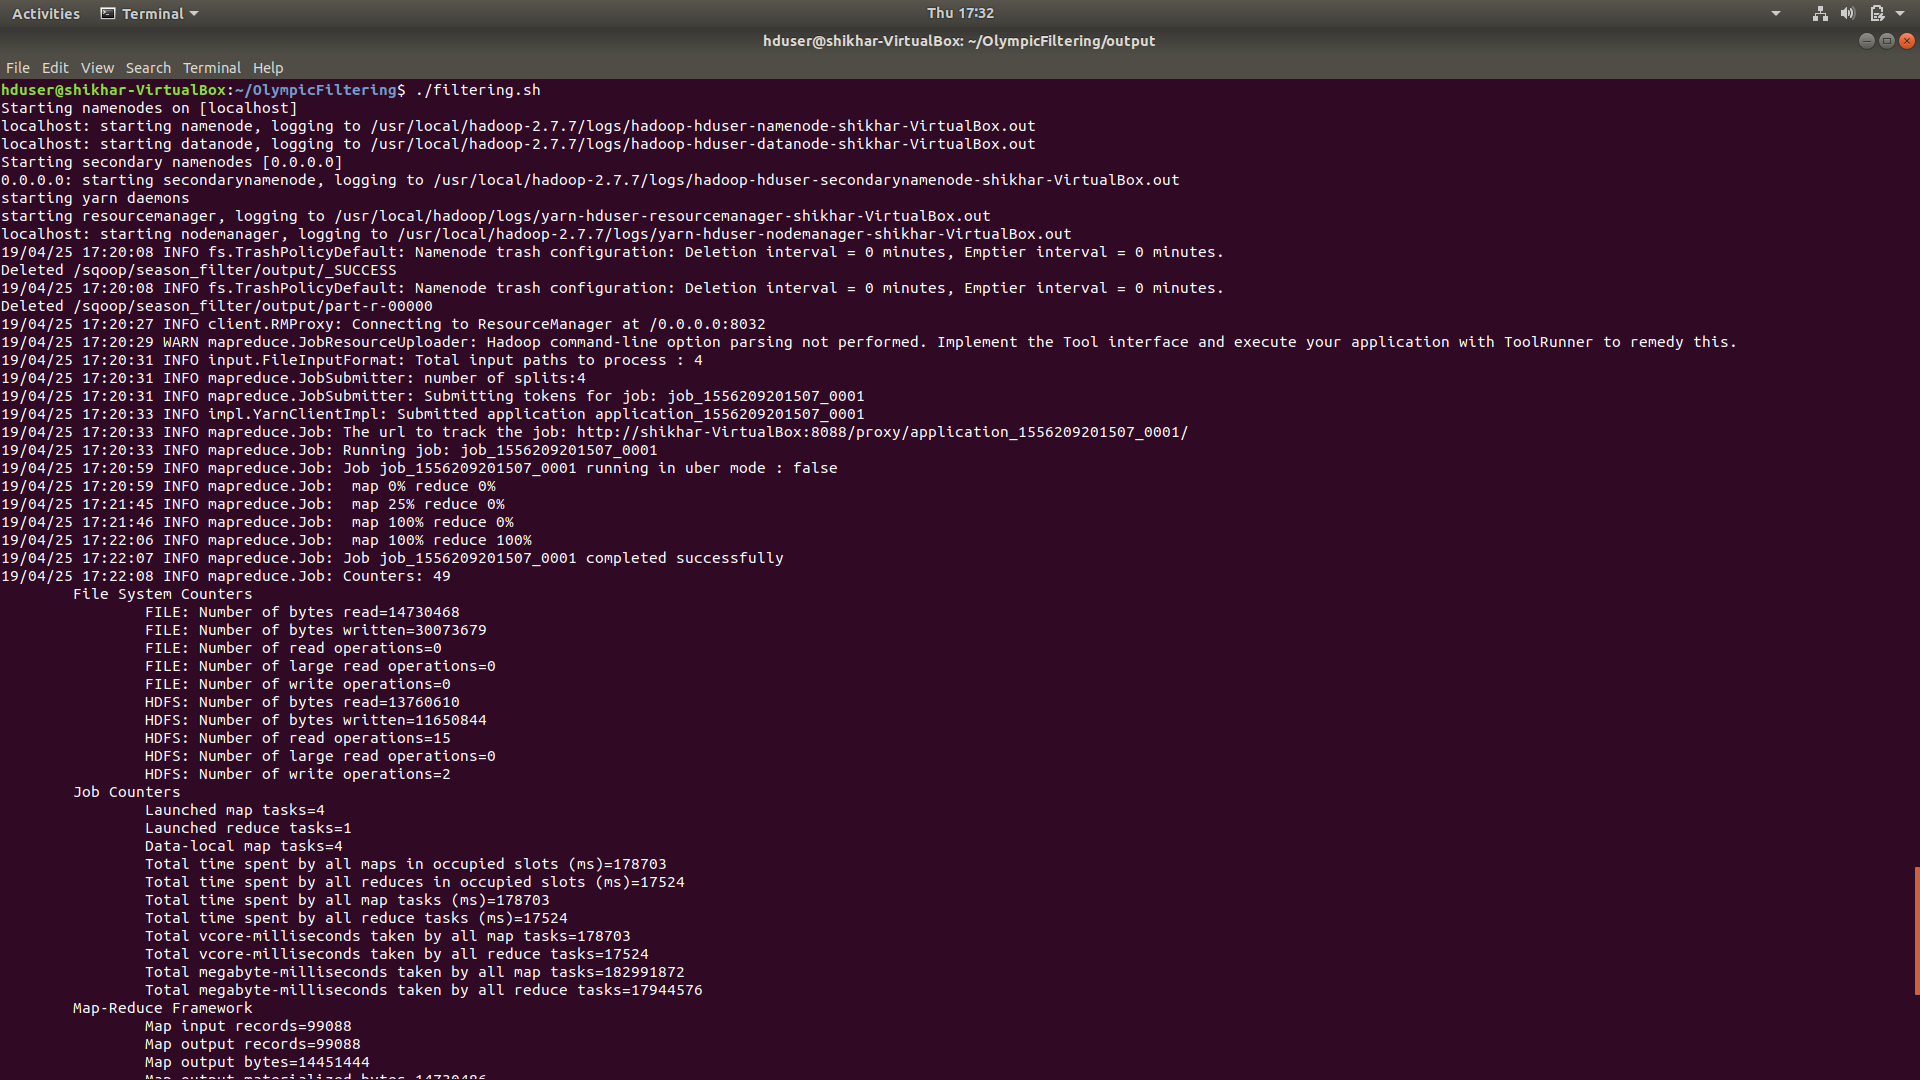 Activities Terminal Thu 17:32
hduser@shikhar-VirtualBox: ~/OlympicFiltering/output
File Edit View Search Terminal Help
hduser@shikhar-VirtualBox:~/OlympicFiltering$ ./filtering.sh
Starting namenodes on [localhost]
localhost: starting namenode, logging to /usr/local/hadoop-2.7.7/logs/hadoop-hduser-namenode-shikhar-VirtualBox.out
localhost: starting datanode, logging to /usr/local/hadoop-2.7.7/logs/hadoop-hduser-datanode-shikhar-VirtualBox.out
Starting secondary namenodes [0.0.0.0]
0.0.0.0: starting secondarynamenode, logging to /usr/local/hadoop-2.7.7/logs/hadoop-hduser-secondarynamenode-shikhar-VirtualBox.out
starting yarn daemons
starting resourcemanager, logging to /usr/local/hadoop/logs/yarn-hduser-resourcemanager-shikhar-VirtualBox.out
localhost: starting nodemanager, logging to /usr/local/hadoop-2.7.7/logs/yarn-hduser-nodemanager-shikhar-VirtualBox.out
19/04/25 17:20:08 INFO fs.TrashPolicyDefault: Namenode trash configuration: Deletion interval = 0 minutes, Emptier interval = 0 minutes.
Deleted /sqoop/season_filter/output/_SUCCESS
19/04/25 17:20:08 INFO fs.TrashPolicyDefault: Namenode trash configuration: Deletion interval = 0 minutes, Emptier interval = 0 minutes.
Deleted /sqoop/season_filter/output/part-r-00000
19/04/25 17:20:27 INFO client.RMProxy: Connecting to ResourceManager at /0.0.0.0:8032
19/04/25 17:20:29 WARN mapreduce.JobResourceUploader: Hadoop command-line option parsing not performed. Implement the Tool interface and execute your application with ToolRunner to remedy this.
19/04/25 17:20:31 INFO input.FileInputFormat: Total input paths to process : 4
19/04/25 17:20:31 INFO mapreduce.JobSubmitter: number of splits:4
19/04/25 17:20:31 INFO mapreduce.JobSubmitter: Submitting tokens for job: job_1556209201507_0001
19/04/25 17:20:33 INFO impl.YarnClientImpl: Submitted application application_1556209201507_0001
19/04/25 17:20:33 INFO mapreduce.Job: The url to track the job: http://shikhar-VirtualBox:8088/proxy/application_1556209201507_0001/
19/04/25 17:20:33 INFO mapreduce.Job: Running job: job_1556209201507_0001
19/04/25 17:20:59 INFO mapreduce.Job: Job job_1556209201507_0001 running in uber mode : false
19/04/25 17:20:59 INFO mapreduce.Job:  map 0% reduce 0%
19/04/25 17:21:45 INFO mapreduce.Job:  map 25% reduce 0%
19/04/25 17:21:46 INFO mapreduce.Job:  map 100% reduce 0%
19/04/25 17:22:06 INFO mapreduce.Job:  map 100% reduce 100%
19/04/25 17:22:07 INFO mapreduce.Job: Job job_1556209201507_0001 completed successfully
19/04/25 17:22:08 INFO mapreduce.Job: Counters: 49
File System Counters
FILE: Number of bytes read=14730468
FILE: Number of bytes written=30073679
FILE: Number of read operations=0
FILE: Number of large read operations=0
FILE: Number of write operations=0
HDFS: Number of bytes read=13760610
HDFS: Number of bytes written=11650844
HDFS: Number of read operations=15
HDFS: Number of large read operations=0
HDFS: Number of write operations=2
Job Counters
Launched map tasks=4
Launched reduce tasks=1
Data-local map tasks=4
Total time spent by all maps in occupied slots (ms)=178703
Total time spent by all reduces in occupied slots (ms)=17524
Total time spent by all map tasks (ms)=178703
Total time spent by all reduce tasks (ms)=17524
Total vcore-milliseconds taken by all map tasks=178703
Total vcore-milliseconds taken by all reduce tasks=17524
Total megabyte-milliseconds taken by all map tasks=182991872
Total megabyte-milliseconds taken by all reduce tasks=17944576
Map-Reduce Framework
Map input records=99088
Map output records=99088
Map output bytes=14451444
Map output materialized bytes=14730486